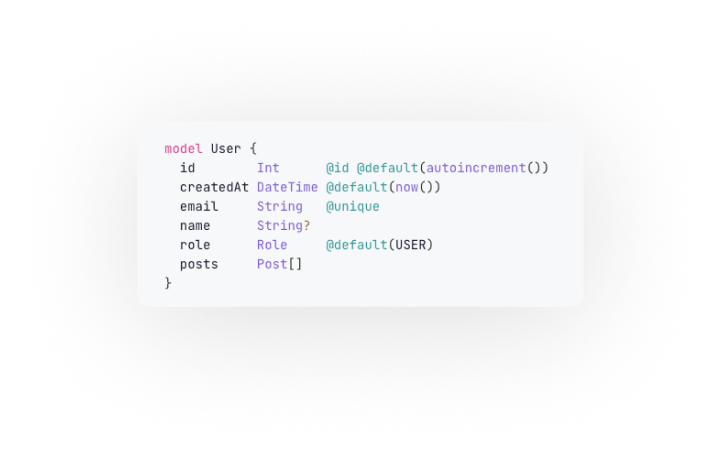 model User {
  id        Int      @id @default(autoincrement())
  createdAt DateTime @default(now())
  email     String   @unique
  name      String?
  role      Role     @default(USER)
  posts     Post[]
}